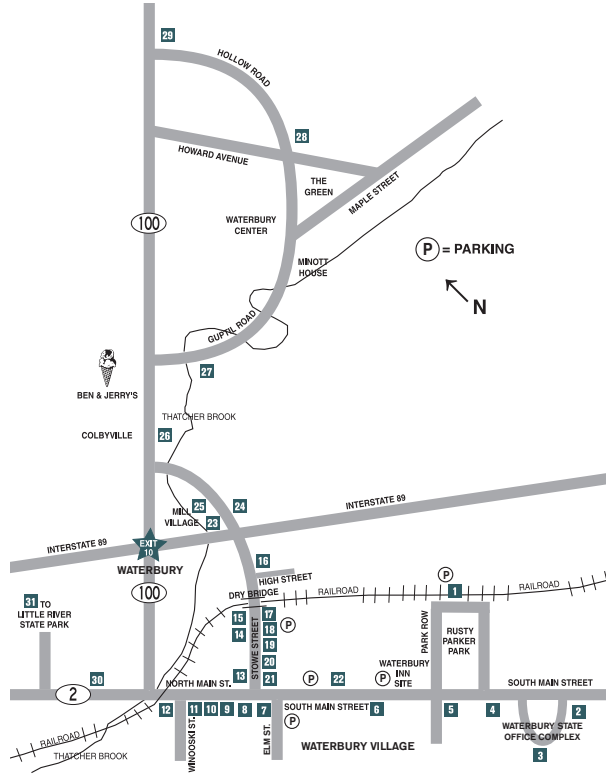 29
HOLLOW ROAD
28
HOWARD AVENUE
THE
GREEN
MAPLE STREET
100
WATERBURY
CENTER
P = PARKING
MINOTT
HOUSE
N
GUPTIL ROAD
27
BEN & JERRY'S
THATCHER BROOK
COLBYVILLE
26
25
24
INTERSTATE 89
MILL
VILLAGE
23
EXIT
10
INTERSTATE 89
WATERBURY
16
HIGH STREET
100
DRY BRIDGE
RAILROAD
P
1
RAILROAD
31 TO
LITTLE RIVER
STATE PARK
15
17
14
18
P
STOWE STREET
19
20
PARK ROW
RUSTY
PARKER
PARK
WATERBURY
INN
SITE
30
NORTH MAIN ST.
13
21
P
22
P
SOUTH MAIN STREET
2
12
11
10
9
8
7
SOUTH MAIN STREET
6
5
4
2
P
RAILROAD
WINOOSKI ST.
ELM ST.
WATERBURY VILLAGE
WATERBURY STATE
OFFICE COMPLEX
THATCHER BROOK
3